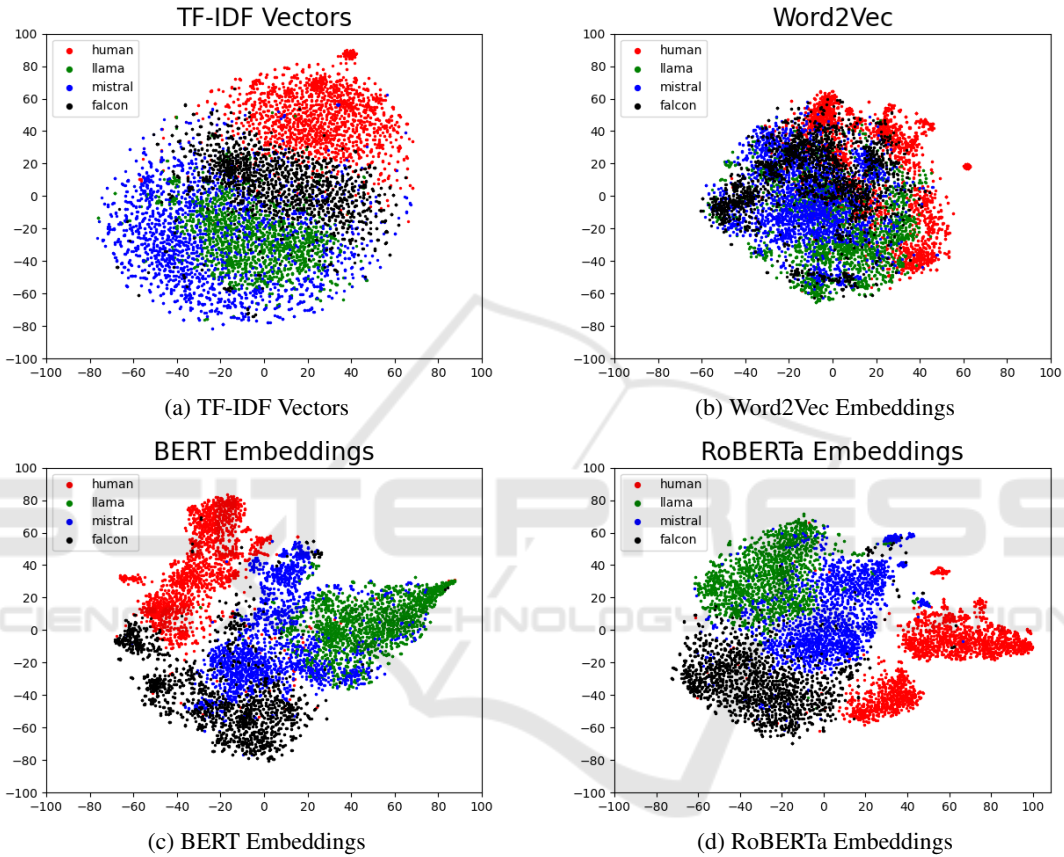 TF-IDF Vectors
100
80
60
40
20
0
−20
−40
−60
−80
−100
−100 −80 −60 −40 −20 0 20 40 60 80 100
human
llama
mistral
falcon
(a) TF-IDF Vectors
Word2Vec
100
80
60
40
20
0
−20
−40
−60
−80
−100
−100 −80 −60 −40 −20 0 20 40 60 80 100
human
llama
mistral
falcon
(b) Word2Vec Embeddings
BERT Embeddings
100
80
60
40
20
0
−20
−40
−60
−80
−100
−100 −80 −60 −40 −20 0 20 40 60 80 100
human
llama
mistral
falcon
(c) BERT Embeddings
RoBERTa Embeddings
100
80
60
40
20
0
−20
−40
−60
−80
−100
−100 −80 −60 −40 −20 0 20 40 60 80 100
human
llama
mistral
falcon
(d) RoBERTa Embeddings